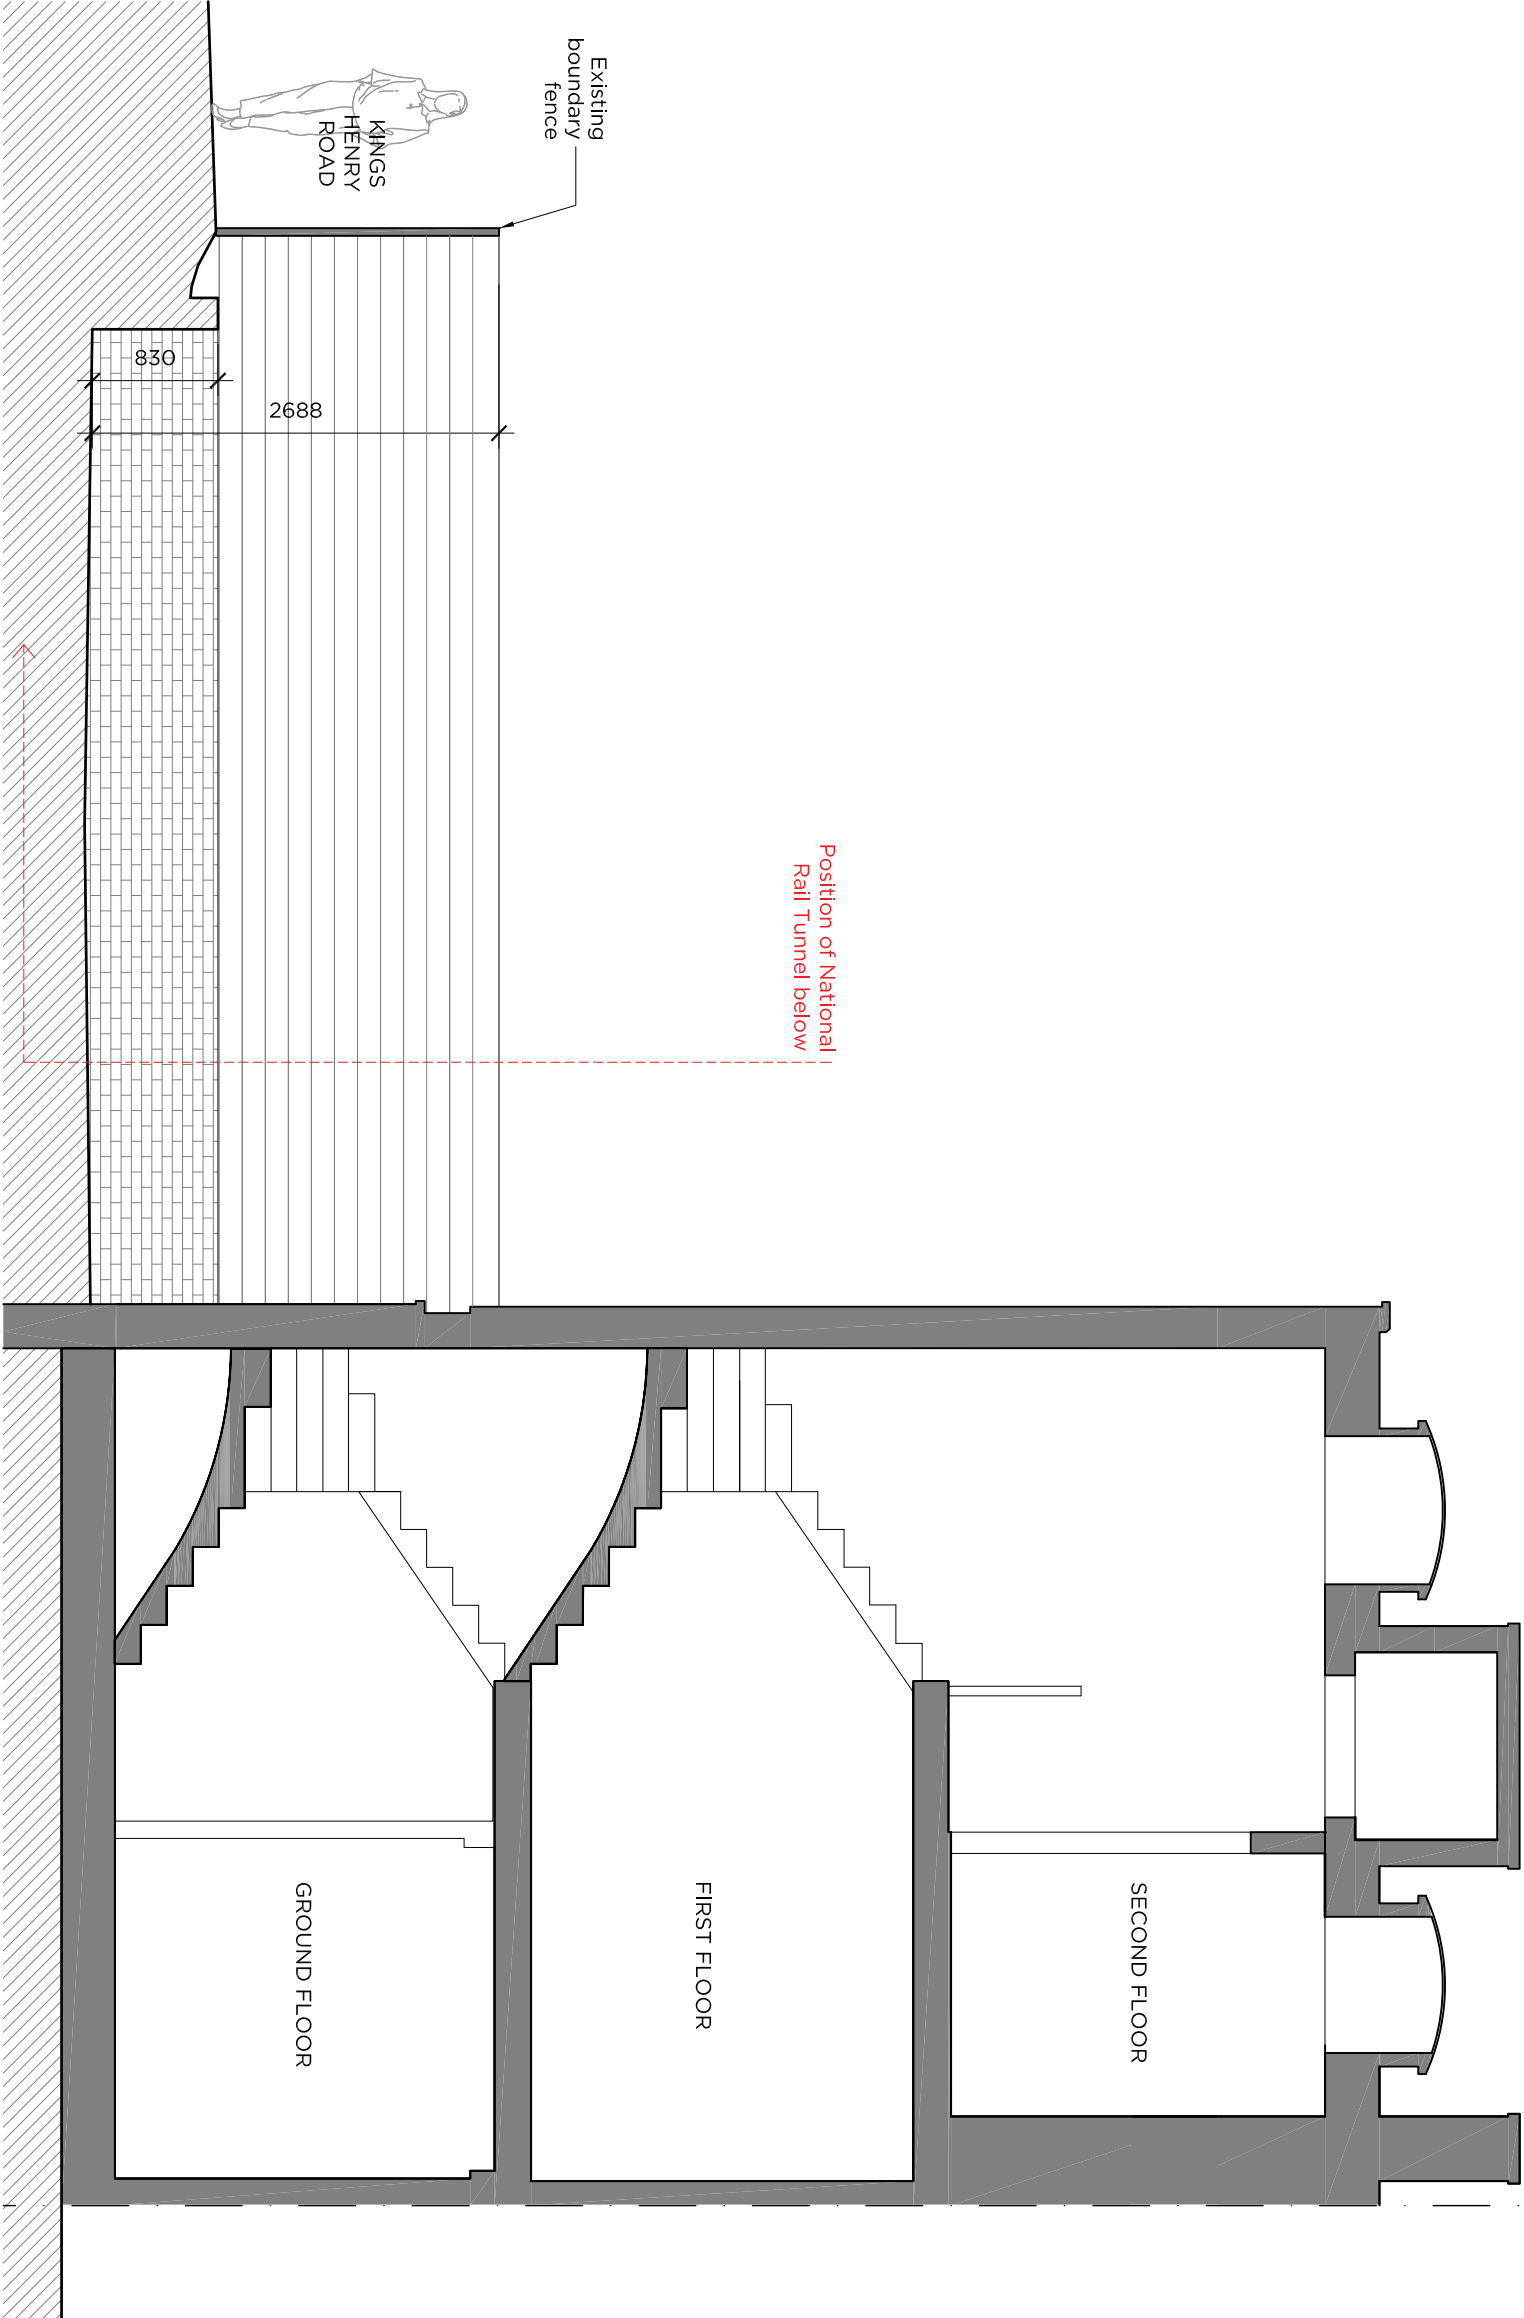 Existing
boundary
fence
KINGS
HENRY
ROAD
830
2688
Position of National
Rail Tunnel below
GROUND FLOOR
FIRST FLOOR
SECOND FLOOR